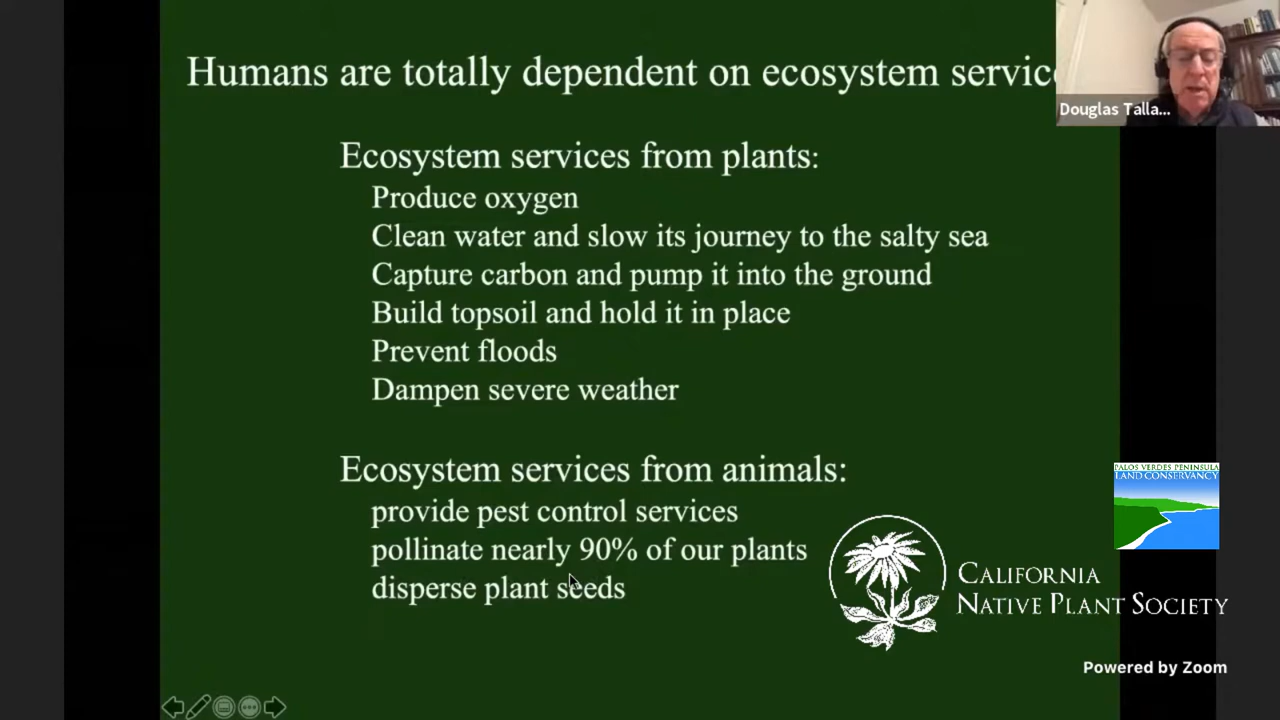 Humans are totally dependent on ecosystem servic
Douglas Talla...
Ecosystem services from plants:
Produce oxygen
Clean water and slow its journey to the salty sea
Capture carbon and pump it into the ground
Build topsoil and hold it in place
Prevent floods
Dampen severe weather
Ecosystem services from animals:
provide pest control services
pollinate nearly 90% of our plants
disperse plant seeds
PALOS VERDES PENINSULA
LAND CONSERVANCY
CALIFORNIA
NATIVE PLANT SOCIETY
Powered by Zoom